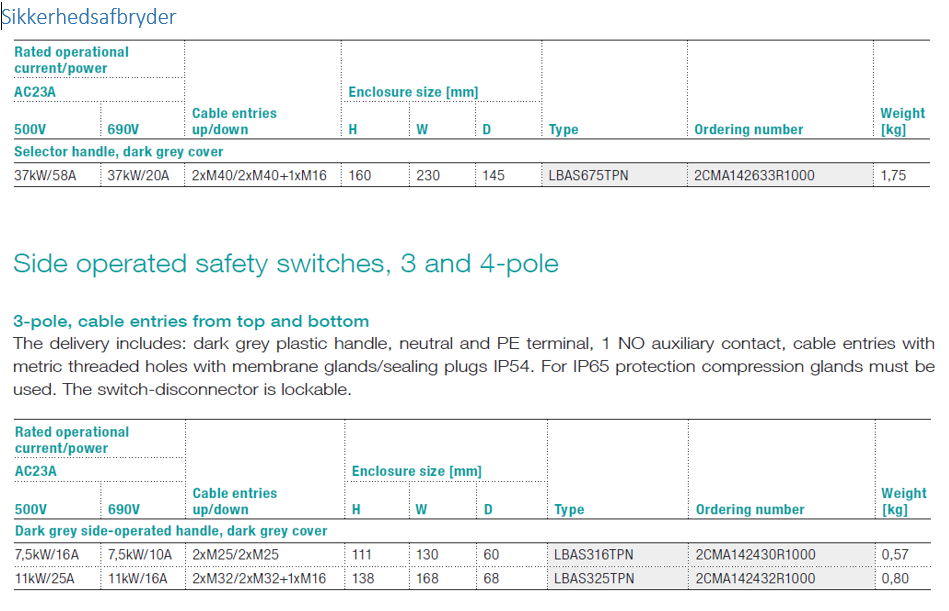 Sikkerhedsafbryder
Rated operational
current/power
AC23A
Enclosure size [mm]
Cable entries
Weight
500V 690V up/down H W D Type Ordering number [kg]
Selector handle, dark grey cover
37kW/58A 37kW/20A 2xM40/2xM40+1xM16 160 230 145 LBAS675TPN 2CMA142633R1000 1,75
Side operated safety switches, 3 and 4-pole
3-pole, cable entries from top and bottom
The delivery includes: dark grey plastic handle, neutral and PE terminal, 1 NO auxiliary contact, cable entries with
metric threaded holes with membrane glands/sealing plugs IP54. For IP65 protection compression glands must be
used. The switch-disconnector is lockable.
Rated operational
current/power
AC23A
Enclosure size [mm]
Cable entries
Weight
500V 690V up/down H W D Type Ordering number [kg]
Dark grey side-operated handle, dark grey cover
7,5kW/16A 7,5kW/10A 2xM25/2xM25 111 130 60 LBAS316TPN 2CMA142430R1000 0,57
11kW/25A 11kW/16A 2xM32/2xM32+1xM16 138 168 68 LBAS325TPN 2CMA142432R1000 0,80